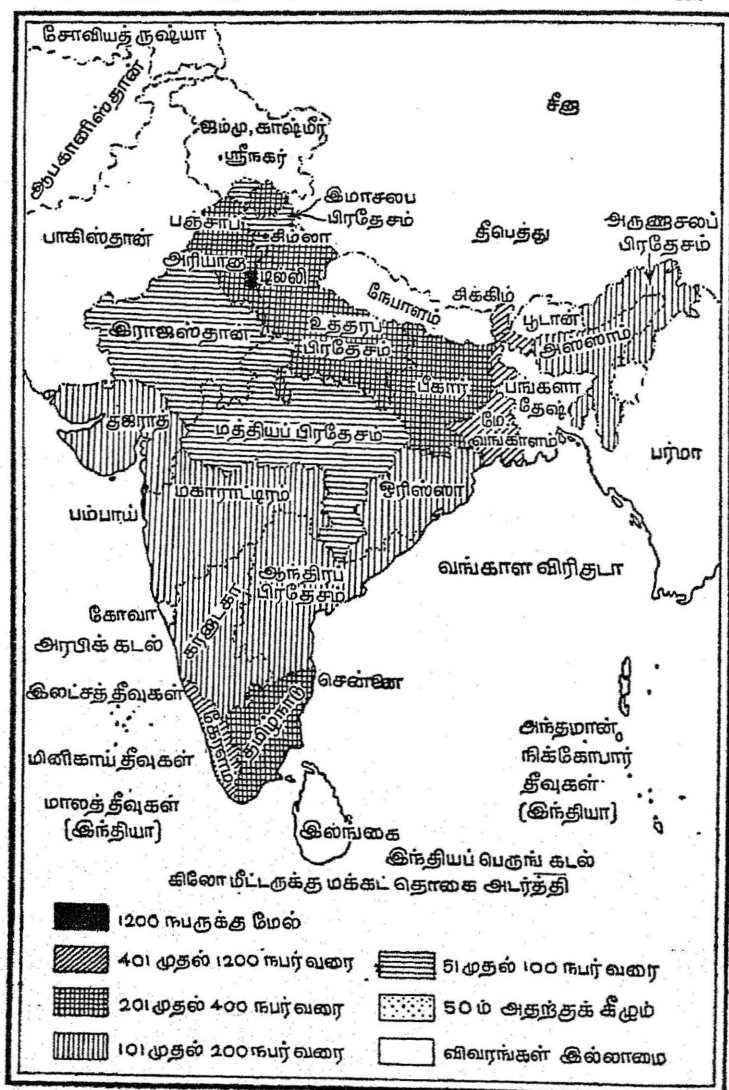 சோவியத் ருஷ்யா
ஆபகானிஸ்தான்
ஜம்மு, காஷ்மீர்
ஸ்ரீநகர்
சீனா
இமாசலப
பிரதேசம்
பஞ்சாப்
சிம்லா
பாகிஸ்தான்
தீபெத்து
அருணாசலப்
பிரதேசம்
அரியானா
டில்லி
நேபாளம்
சிக்கிம்
பூடான்
இராஜஸ்தான்
உத்தரப
பிரதேசம்
அஸ்ஸாம்
பீகார்
பங்களா
தேஷ்
குஜராத்
மத்தியப் பிரதேசம்
மே
வங்காளம்
பர்மா
மகாராட்டிரம
ஒரிஸ்ஸா
பம்பாய்
ஆந்திரப்
பிரதேசம்
வங்காள விரிகுடா
கோவா
கர்னாடகா
அரபிக் கடல்
சென்னை
இலட்சத்தீவுகள்
கேரளம்
தமிழ்நாடு
மினிகாய் தீவுகள்
அந்தமான்
நிக்கோபார்
தீவுகள்
(இந்தியா)
மாலத்தீவுகள்
(இந்தியா)
இலங்கை
இந்தியப் பெருங் கடல்
கிலோ மீட்டருக்கு மக்கட் தொகை அடர்த்தி
1200 நபருக்கு மேல்
401 முதல் 1200 நபர் வரை
51 முதல் 100 நபர் வரை
201 முதல் 400 நபர் வரை
50 ம் அதற்குக் கீழும்
101 முதல் 200 நபர் வரை
விவரங்கள் இல்லாமை